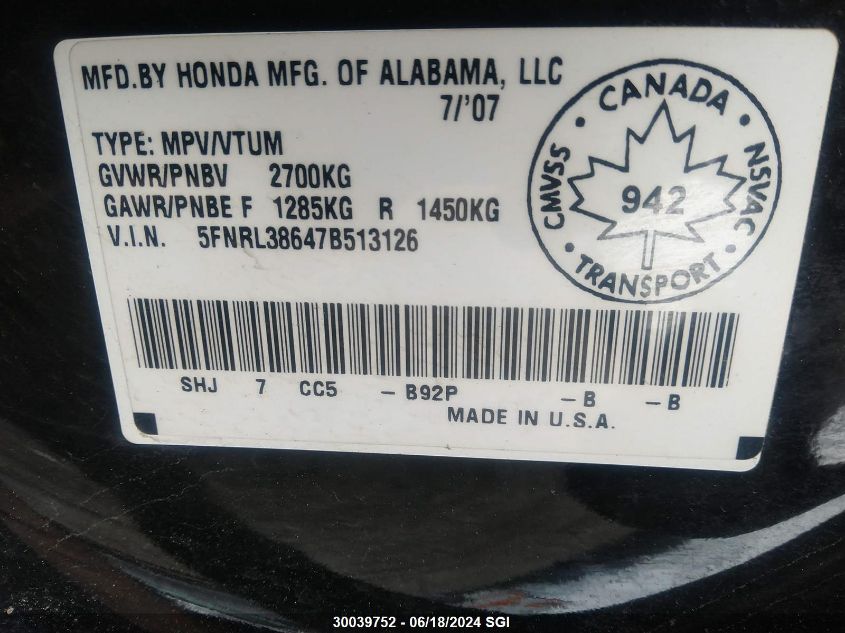 MFD.BY HONDA MFG. OF ALABAMA, LLC
7/'07
TYPE: MPV/VTUM
GVWR/PNBV 2700KG
GAWR/PNBE F 1285KG R 1450KG
V.I.N. 5FNRL38647B513126
CANADA
CMVSS
942
NSVAC
TRANSPORT
SHJ 7 CC5 - B92P - B - B
MADE IN U.S.A.
30039752 - 06/18/2024 SGI